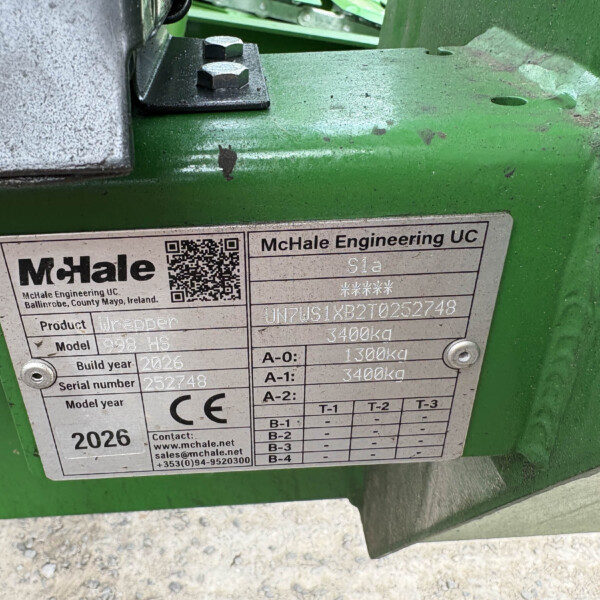 McHale
McHale Engineering UC
Ballinrobe, County Mayo, Ireland.
Product Wrapper
Model 998 HS
Build year 2026
Serial number 252748
Model year
2026
CE
Contact:
www.mchale.net
sales@mchale.net
+353(0)94-9520300
McHale Engineering UC
S1a
*****
UN7WS1XB2T0252748
3400kg
A-0: 1300kg
A-1: 3400kg
A-2:
T-1 T-2 T-3
B-1 - - -
B-2 - - -
B-3 - - -
B-4 - - -